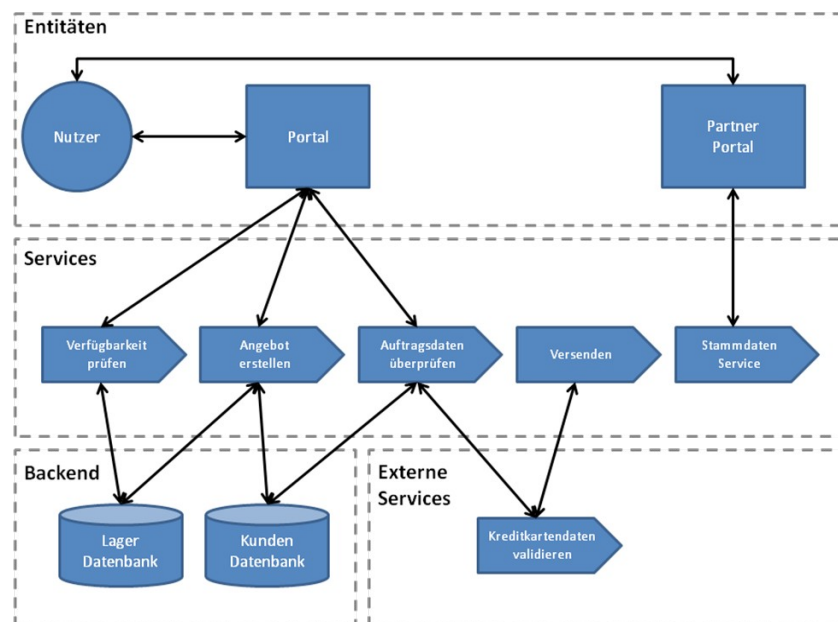 Entitäten
Nutzer
Portal
Partner
Portal
Services
Verfügbarkeit
prüfen
Angebot
erstellen
Auftragsdaten
überprüfen
Versenden
Stammdaten
Service
Backend
Lager
Datenbank
Kunden
Datenbank
Externe
Services
Kreditkartendaten
validieren